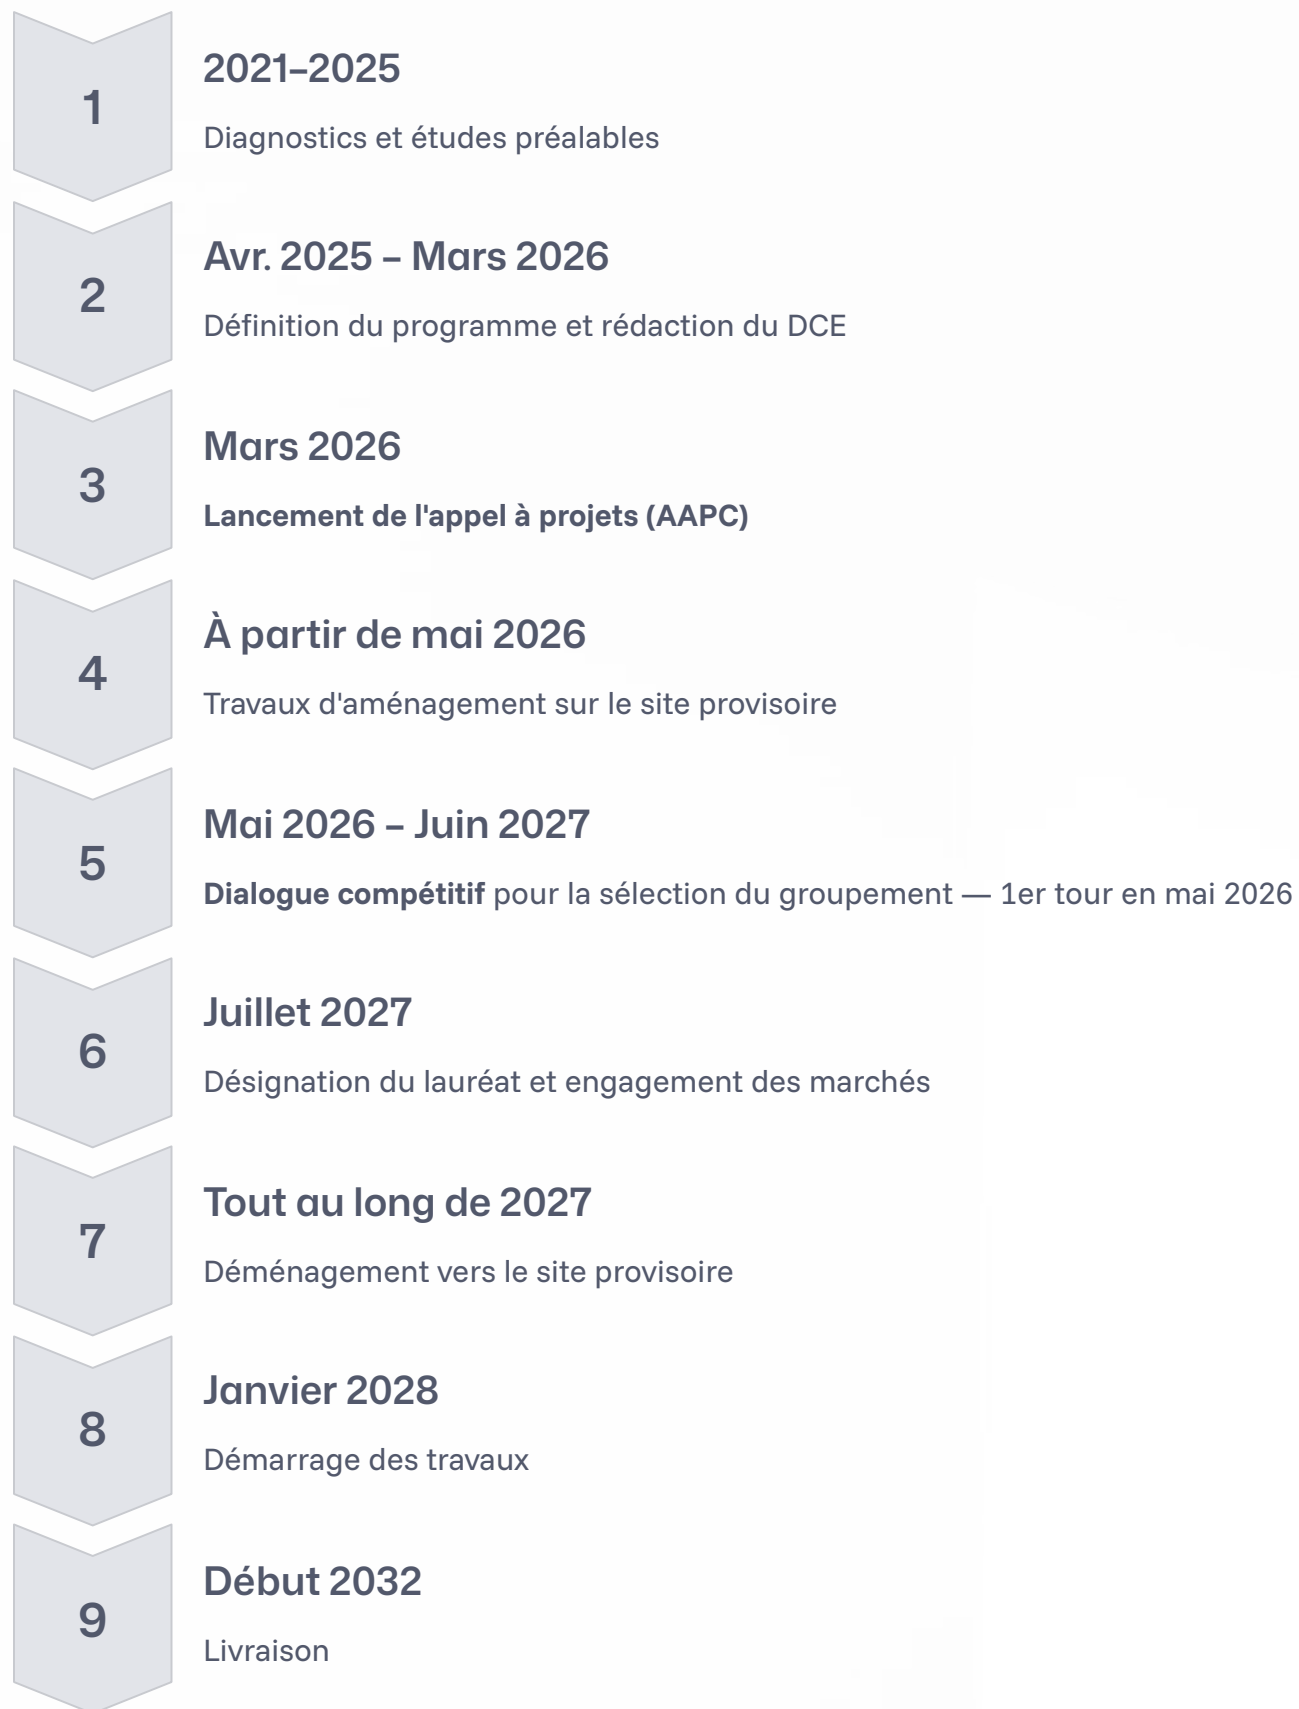 1
2021–2025
Diagnostics et études préalables
2
Avr. 2025 – Mars 2026
Définition du programme et rédaction du DCE
3
Mars 2026
Lancement de l'appel à projets (AAPC)
4
À partir de mai 2026
Travaux d'aménagement sur le site provisoire
5
Mai 2026 – Juin 2027
Dialogue compétitif pour la sélection du groupement — 1er tour en mai 2026
6
Juillet 2027
Désignation du lauréat et engagement des marchés
7
Tout au long de 2027
Déménagement vers le site provisoire
8
Janvier 2028
Démarrage des travaux
9
Début 2032
Livraison